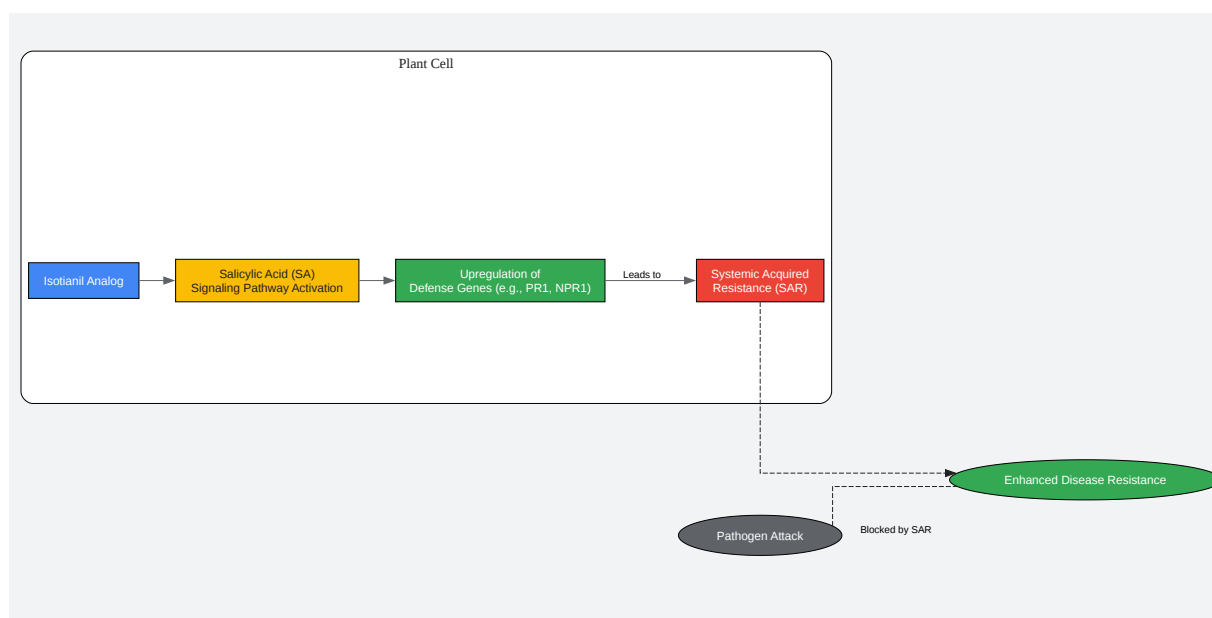 Plant Cell
Isotianil Analog
Salicylic Acid (SA)
Signaling Pathway Activation
Upregulation of
Defense Genes (e.g., PR1, NPR1)
Leads to
Systemic Acquired
Resistance (SAR)
Enhanced Disease Resistance
Pathogen Attack
Blocked by SAR